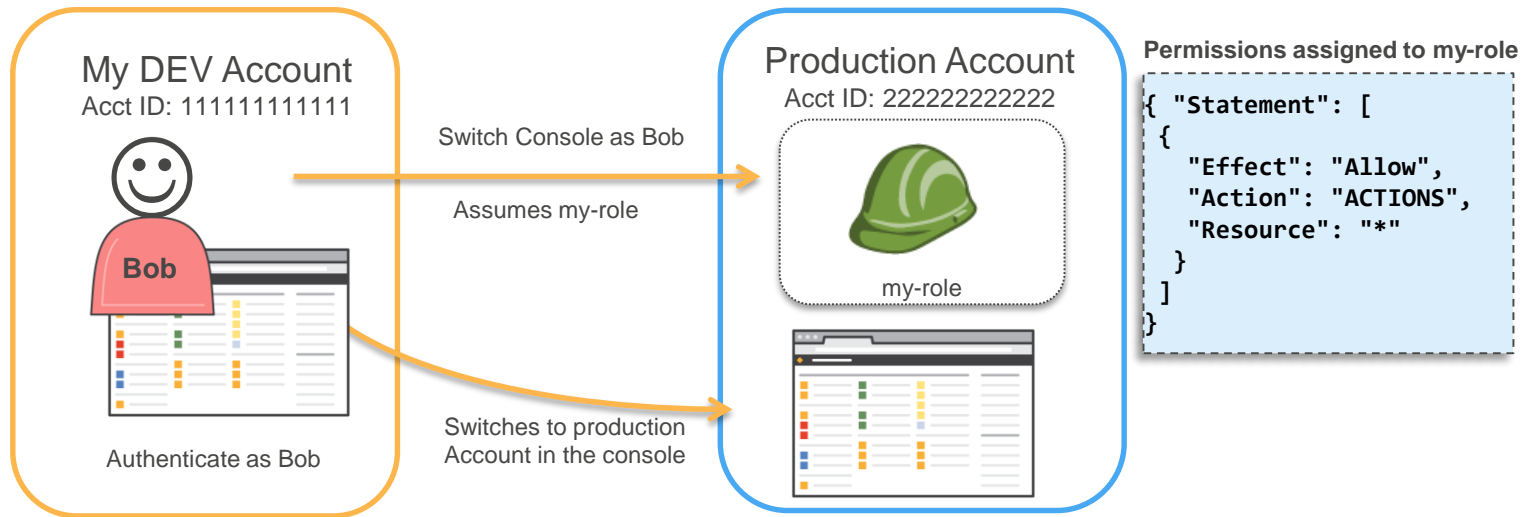 My DEV Account
Acct ID: 111111111111
Bob
Authenticate as Bob
Switch Console as Bob
Assumes my-role
Switches to production
Account in the console
Production Account
Acct ID: 222222222222
my-role
Permissions assigned to my-role
{ "Statement": [
{
"Effect": "Allow",
"Action": "ACTIONS",
"Resource": "*"
}
]
}